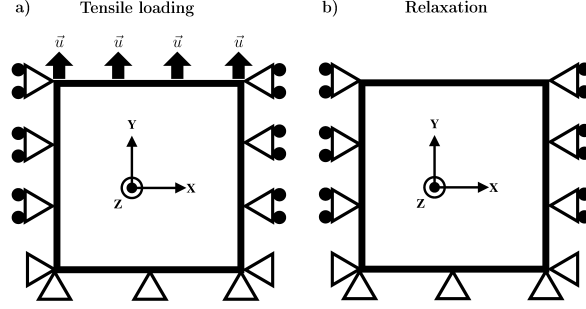 a) Tensile loading
b) Relaxation
u⃗ u⃗ u⃗ u⃗
Y
X
Z
Y
X
Z